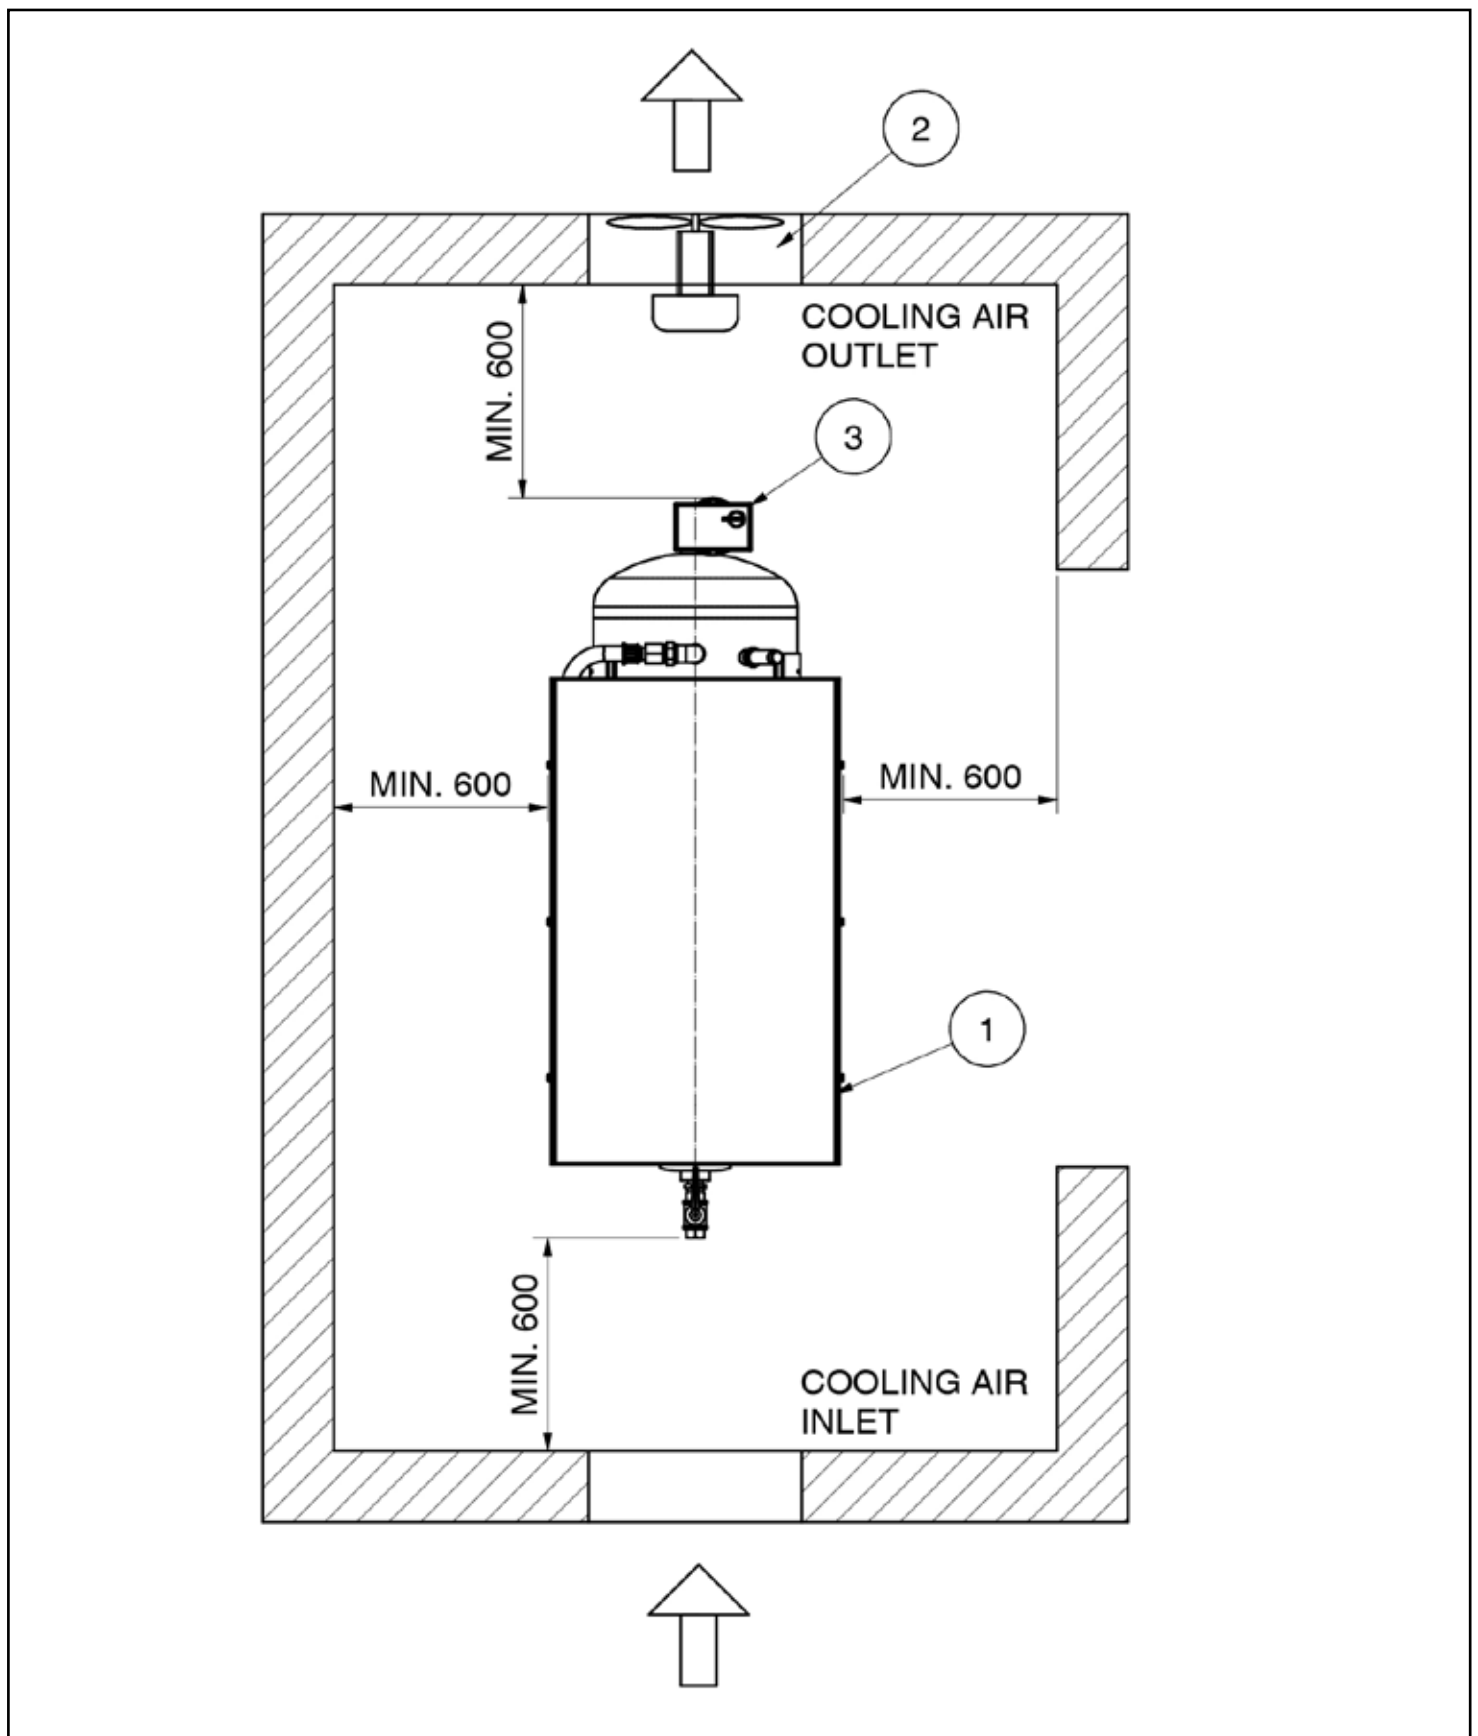 2
COOLING AIR
OUTLET
MIN. 600
3
MIN. 600
MIN. 600
1
MIN. 600
COOLING AIR
INLET